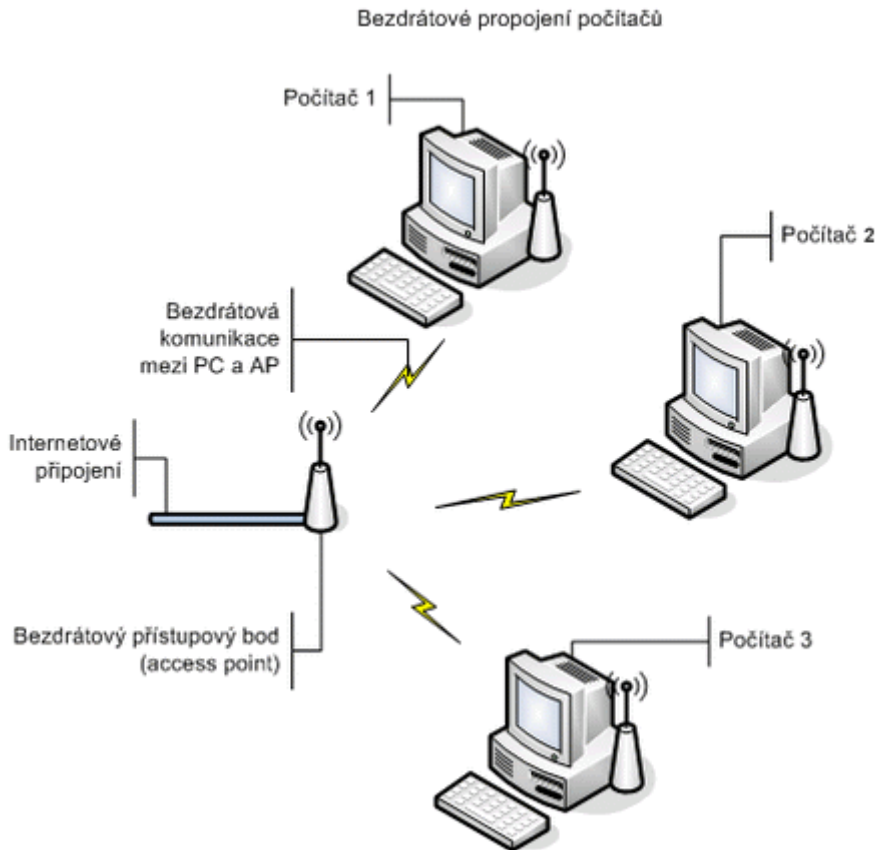 Bezdrátové propojení počítačů
Počítač 1
Počítač 2
Bezdrátová
komunikace
mezi PC a AP
Internetové
připojení
Bezdrátový přístupový bod
(access point)
Počítač 3